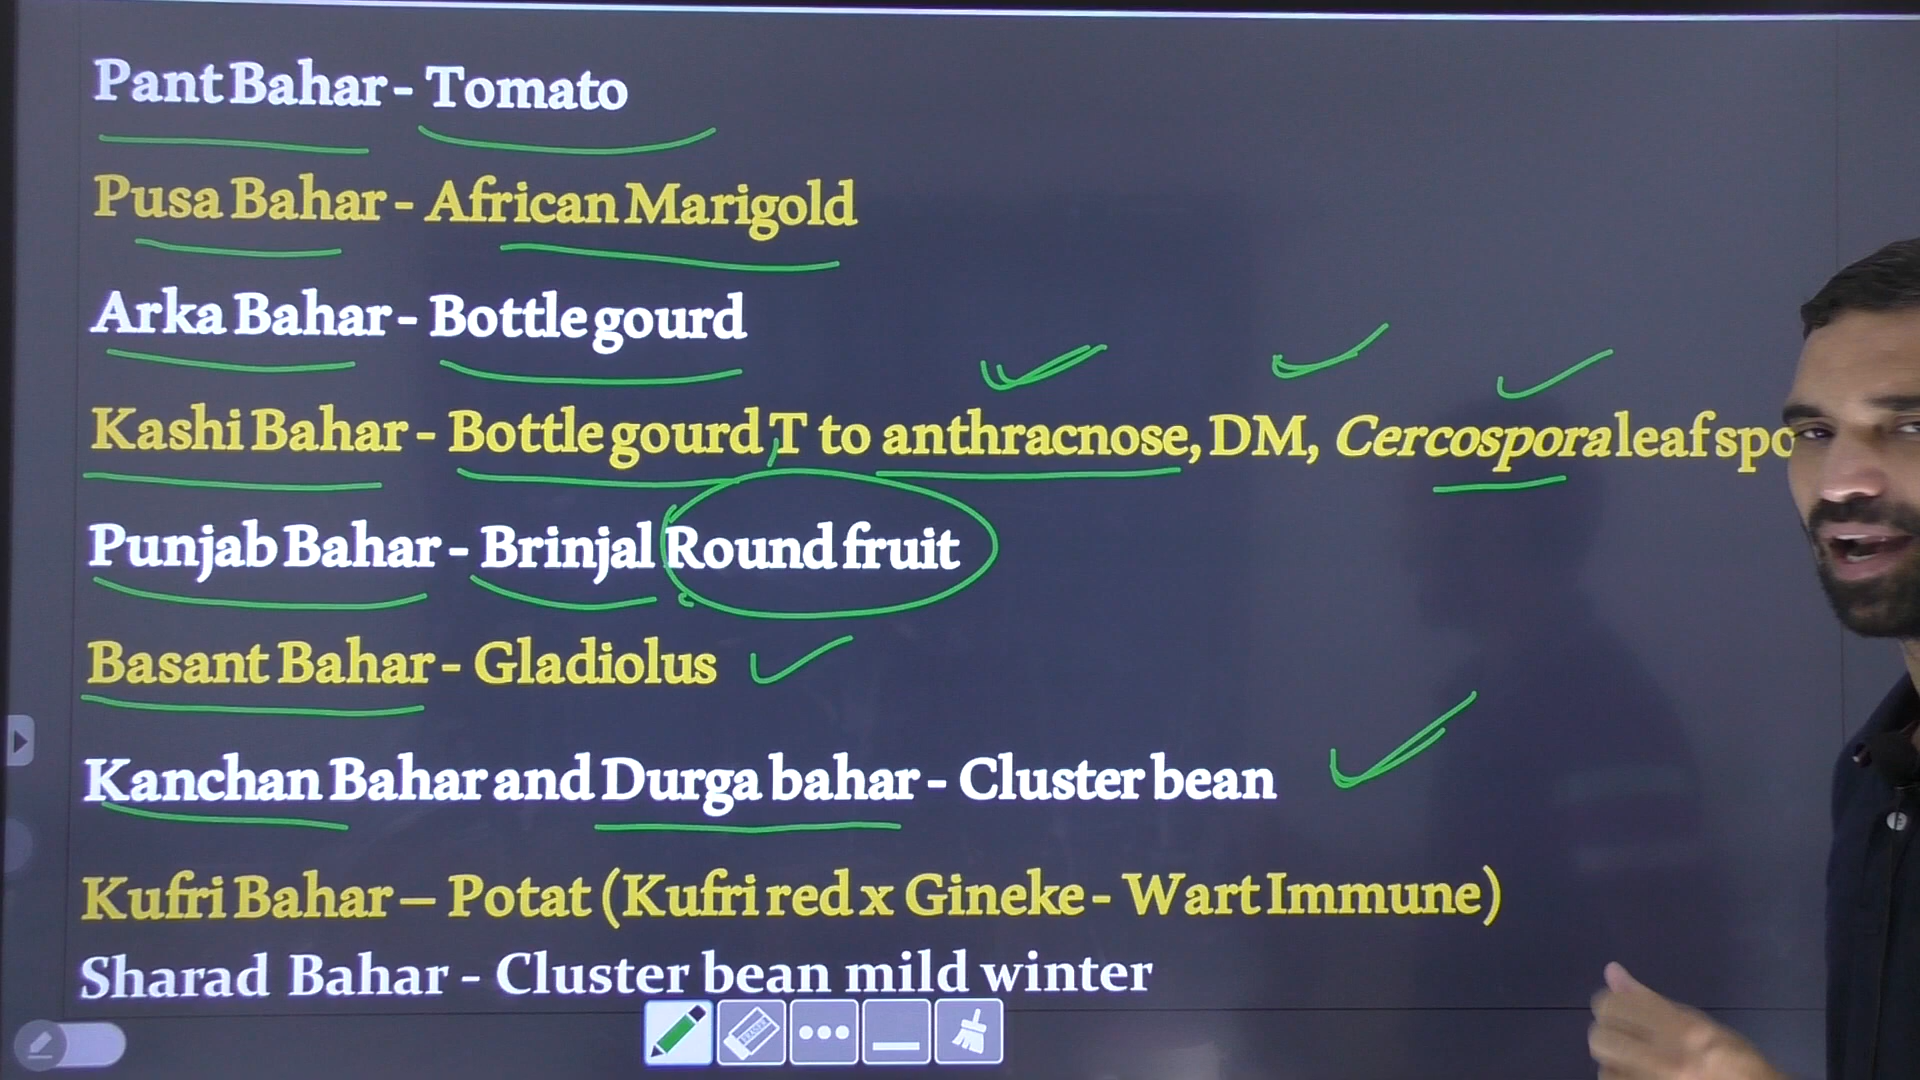 Pant Bahar - Tomato
Pusa Bahar - African Marigold
Arka Bahar - Bottle gourd
Kashi Bahar - Bottle gourd T to anthracnose, DM, Cercospora leaf spo
Punjab Bahar - Brinjal Round fruit
Basant Bahar - Gladiolus
Kanchan Bahar and Durga bahar - Cluster bean
Kufri Bahar – Potat (Kufri red x Gineke - Wart Immune)
Sharad Bahar - Cluster bean mild winter
ERASER